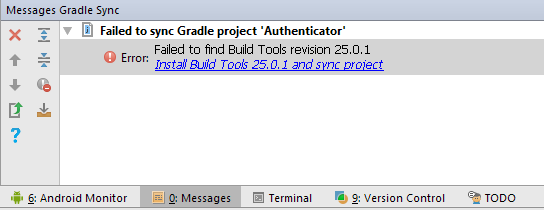 Messages Gradle Sync
Failed to sync Gradle project 'Authenticator'
Error:
Failed to find Build Tools revision 25.0.1
Install Build Tools 25.0.1 and sync project
6: Android Monitor
0: Messages
Terminal
9: Version Control
TODO